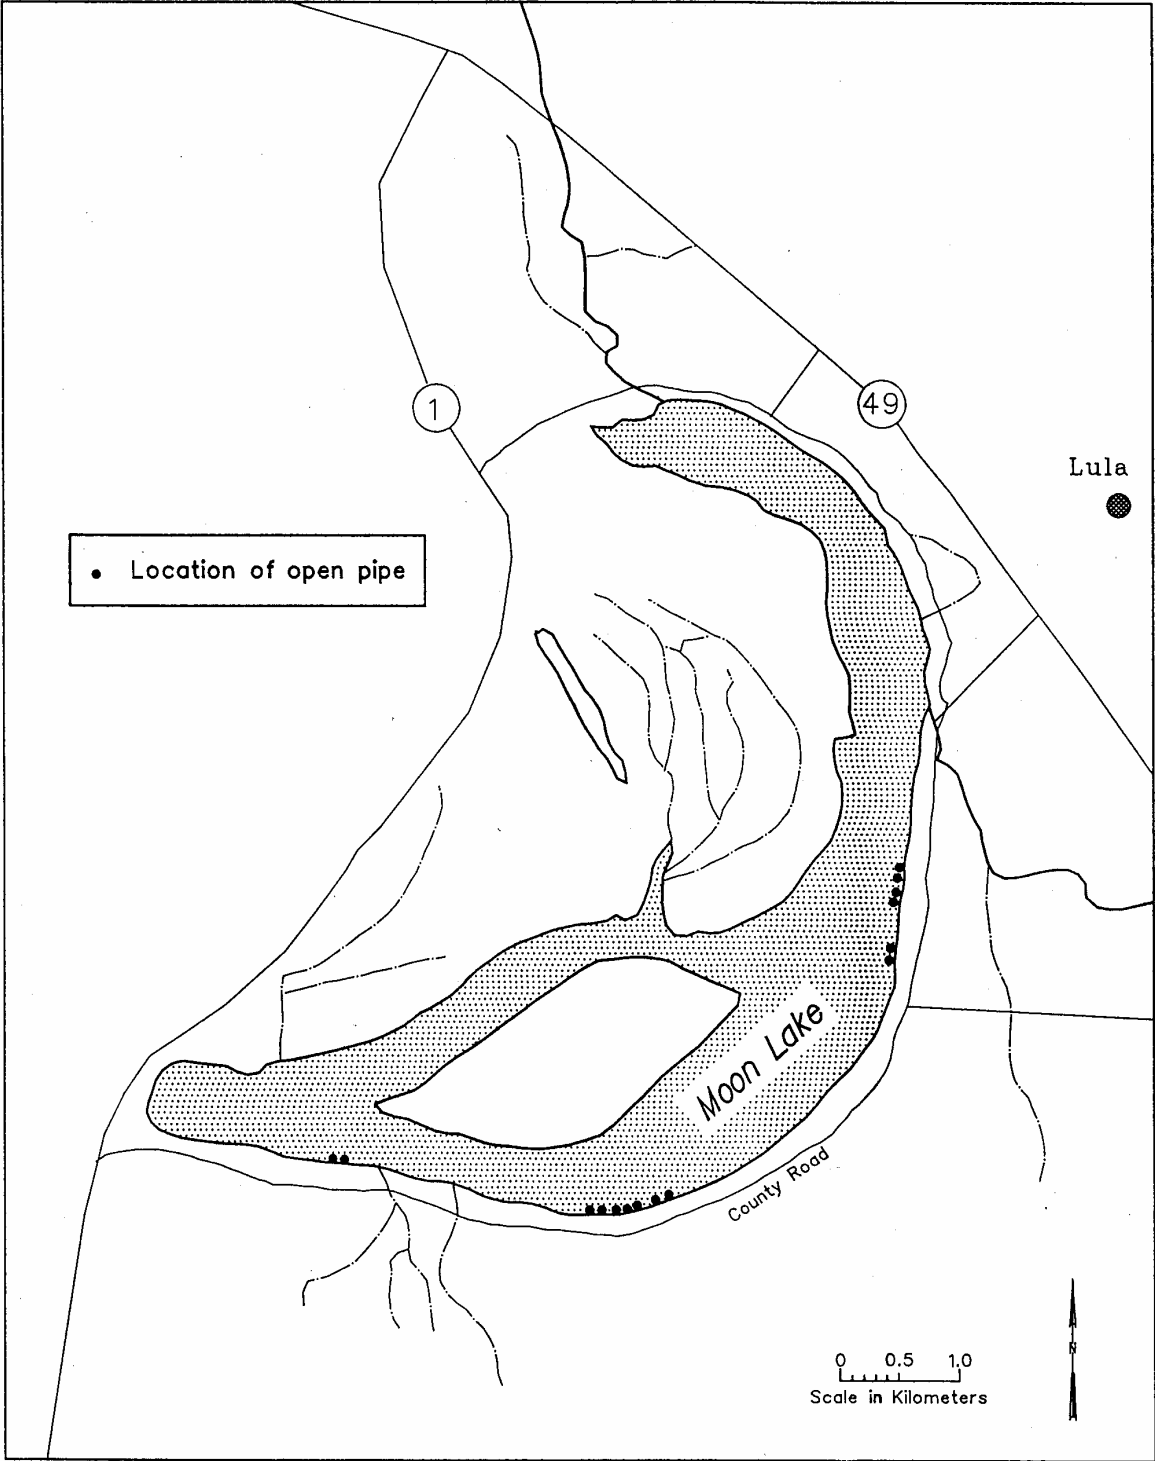 1
49
Lula
Location of open pipe
Moon Lake
County Road
0 0.5 1.0
Scale in Kilometers
N